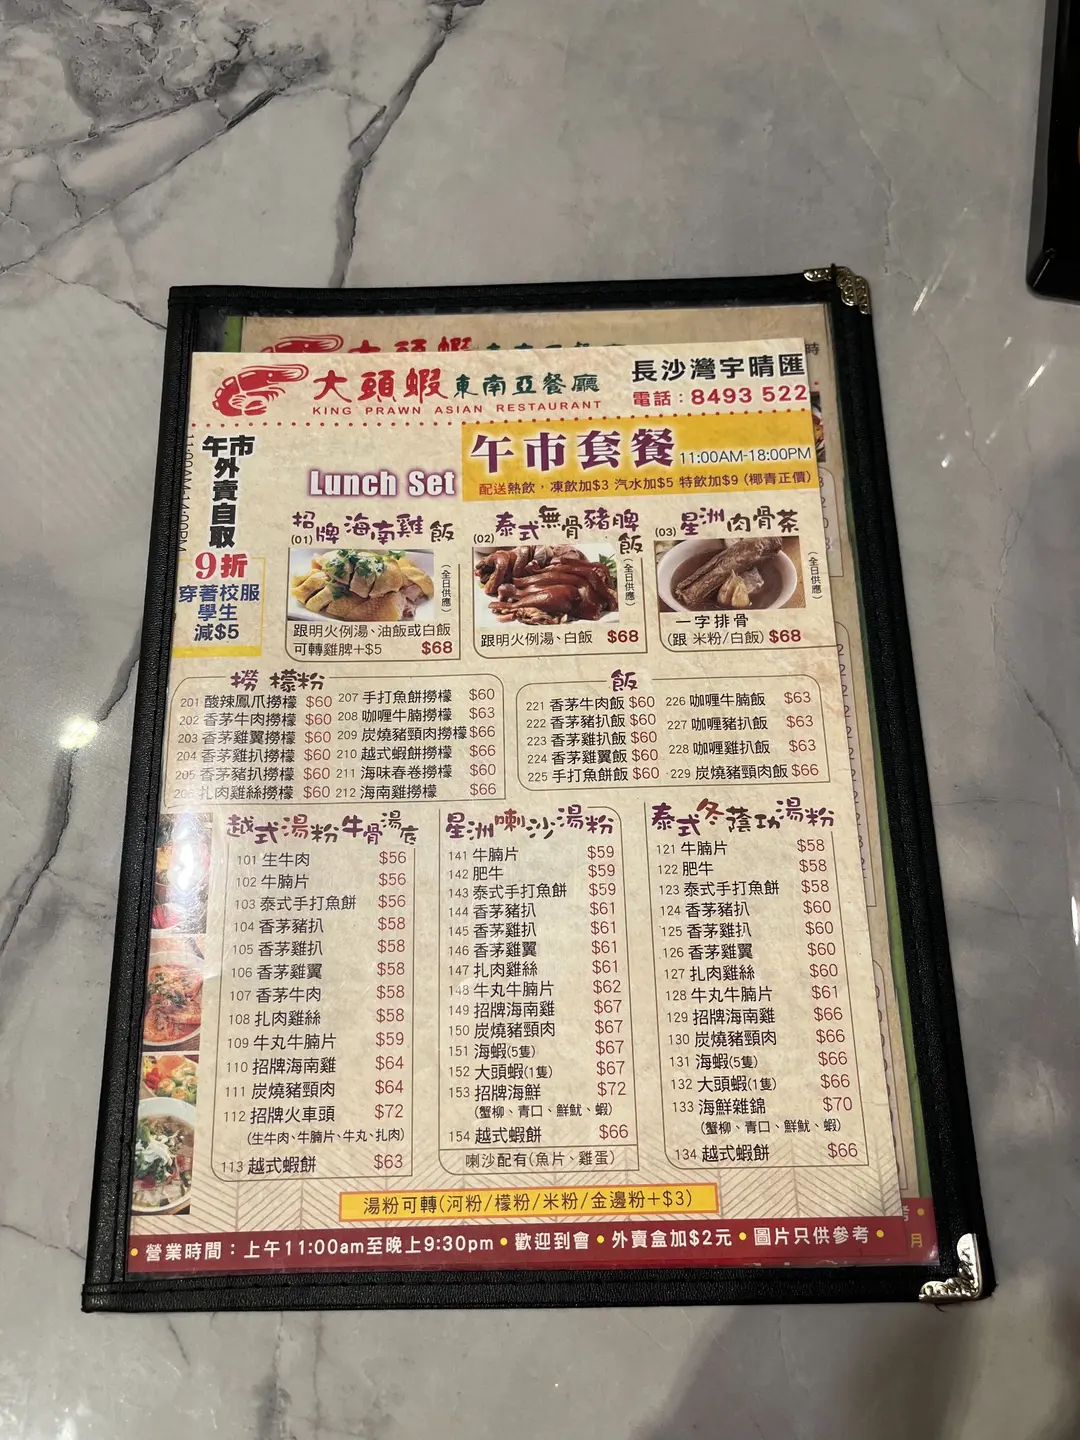 大頭蝦 東南亞餐廳
KING PRAWN ASIAN RESTAURANT
長沙灣宇晴匯
電話：8493 522
午市外賣自取
9折
穿著校服
學生
減$5
Lunch Set
午市套餐 11:00AM-18:00PM
配送熱飲，凍飲加$3 汽水加$5 特飲加$9 (椰青正價)
(01) 招牌海南雞飯
(全日供應)
跟明火例湯、油飯或白飯
可轉雞脾+$5 $68
(02) 泰式無骨豬脾飯
(全日供應)
跟明火例湯、白飯 $68
(03) 星洲肉骨茶
(全日供應)
一字排骨
(跟 米粉/白飯) $68
撈檬粉
201 酸辣鳳爪撈檬 $60
202 香茅牛肉撈檬 $60
203 香茅雞翼撈檬 $60
204 香茅雞扒撈檬 $60
205 香茅豬扒撈檬 $60
206 扎肉雞絲撈檬 $60
207 手打魚餅撈檬 $60
208 咖喱牛腩撈檬 $63
209 炭燒豬頸肉撈檬 $66
210 越式蝦餅撈檬 $66
211 海味春卷撈檬 $60
212 海南雞撈檬 $66
飯
221 香茅牛肉飯 $60
222 香茅豬扒飯 $60
223 香茅雞扒飯 $60
224 香茅雞翼飯 $60
225 手打魚餅飯 $60
226 咖喱牛腩飯 $63
227 咖喱豬扒飯 $63
228 咖喱雞扒飯 $63
229 炭燒豬頸肉飯 $66
越式湯粉牛骨湯底
101 生牛肉 $56
102 牛腩片 $56
103 泰式手打魚餅 $56
104 香茅豬扒 $58
105 香茅雞扒 $58
106 香茅雞翼 $58
107 香茅牛肉 $58
108 扎肉雞絲 $58
109 牛丸牛腩片 $59
110 招牌海南雞 $64
111 炭燒豬頸肉 $64
112 招牌火車頭 $72
(生牛肉、牛腩片、牛丸、扎肉)
113 越式蝦餅 $63
星洲喇沙湯粉
141 牛腩片 $59
142 肥牛 $59
143 泰式手打魚餅 $59
144 香茅豬扒 $61
145 香茅雞扒 $61
146 香茅雞翼 $61
147 扎肉雞絲 $61
148 牛丸牛腩片 $62
149 招牌海南雞 $67
150 炭燒豬頸肉 $67
151 海蝦(5隻) $67
152 大頭蝦(1隻) $67
153 招牌海鮮 $72
(蟹柳、青口、鮮魷、蝦)
154 越式蝦餅 $66
喇沙配有(魚片、雞蛋)
泰式冬蔭功湯粉
121 牛腩片 $58
122 肥牛 $58
123 泰式手打魚餅 $58
124 香茅豬扒 $60
125 香茅雞扒 $60
126 香茅雞翼 $60
127 扎肉雞絲 $60
128 牛丸牛腩片 $61
129 招牌海南雞 $66
130 炭燒豬頸肉 $66
131 海蝦(5隻) $66
132 大頭蝦(1隻) $66
133 海鮮雜錦 $70
(蟹柳、青口、鮮魷、蝦)
134 越式蝦餅 $66
湯粉可轉(河粉/檬粉/米粉/金邊粉+$3)
• 營業時間：上午11:00am至晚上9:30pm • 歡迎到會 • 外賣盒加$2元 • 圖片只供參考 •